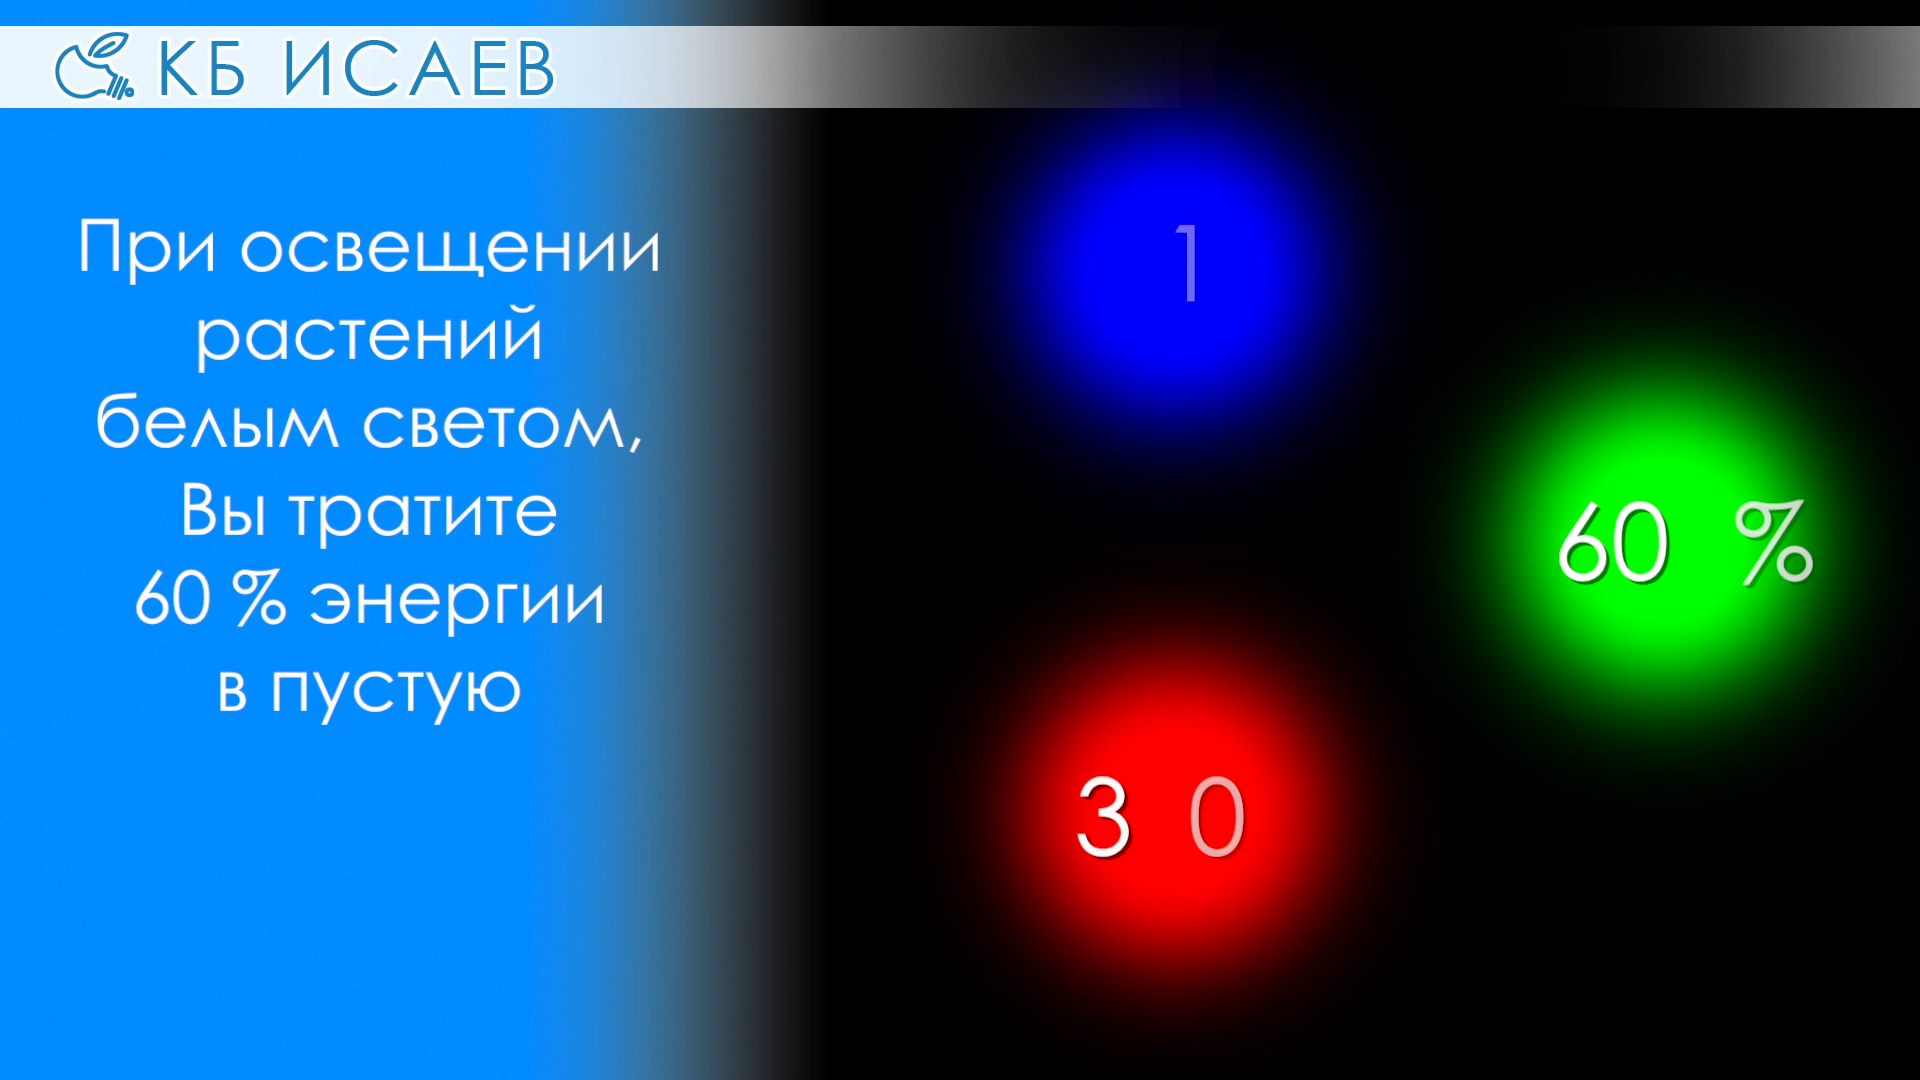 КБ ИСАЕВ
При освещении
растений
белым светом,
Вы тратите
60 % энергии
в пустую
1
60 %
3 0